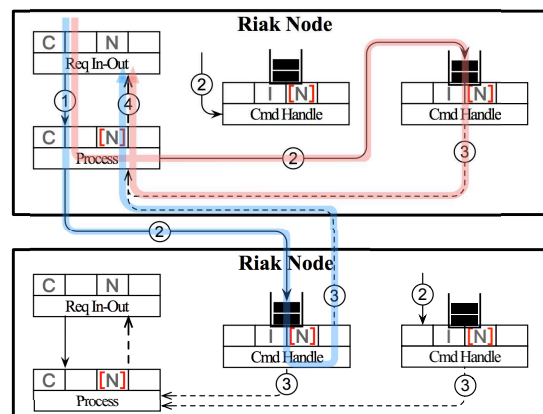 Riak Node
C N
Req In-Out
1
4
C [N]
Process
2
I [N]
Cmd Handle
2
I [N]
Cmd Handle
3
2
Riak Node
C N
Req In-Out
C [N]
Process
3
I [N]
Cmd Handle
3
2
I [N]
Cmd Handle
3